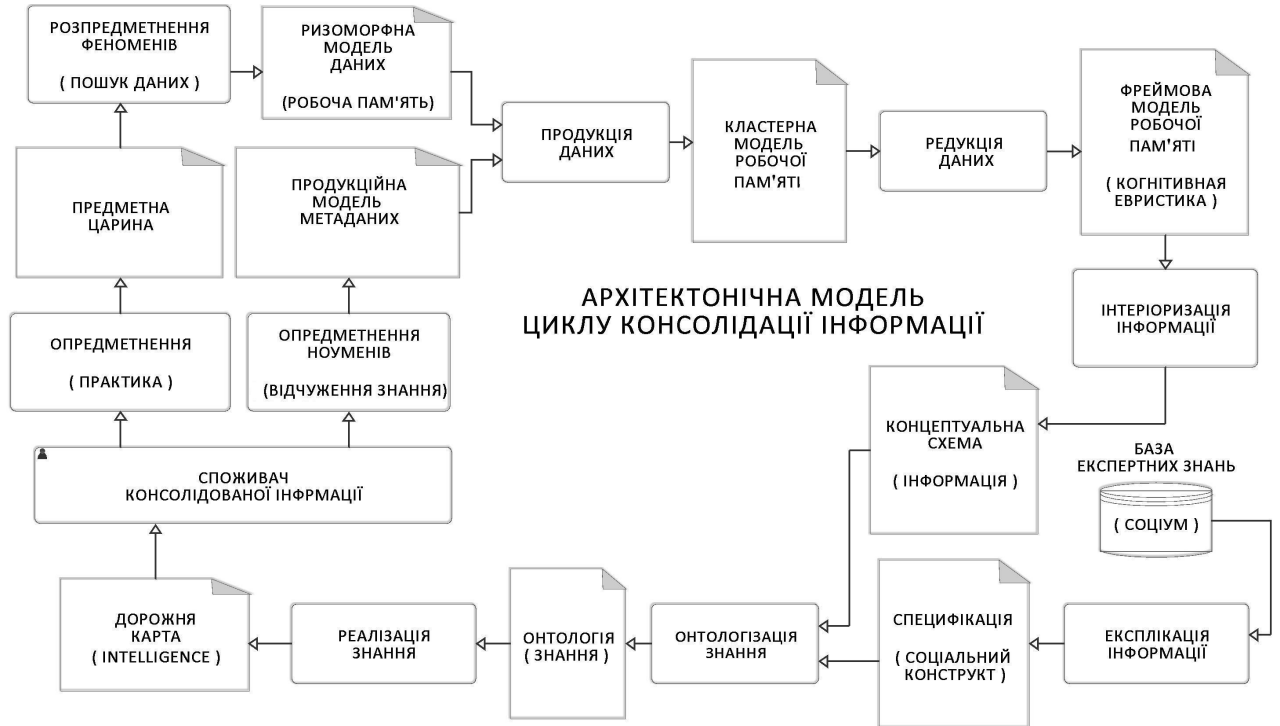 РОЗПРЕДМЕТНЕННЯ
ФЕНОМЕНІВ
( ПОШУК ДАНИХ )
РИЗОМОРФНА
МОДЕЛЬ
ДАНИХ
(РОБОЧА ПАМ'ЯТЬ)
ПРОДУКЦІЯ
ДАНИХ
КЛАСТЕРНА
МОДЕЛЬ
РОБОЧОЇ
ПАМ'ЯТІ
РЕДУКЦІЯ
ДАНИХ
ФРЕЙМОВА
МОДЕЛЬ
РОБОЧОЇ
ПАМ'ЯТІ
( КОГНІТИВНАЯ
ЕВРИСТИКА )
ПРЕДМЕТНА
ЦАРИНА
ПРОДУКЦІЙНА
МОДЕЛЬ
МЕТАДАНИХ
АРХІТЕКТОНІЧНА МОДЕЛЬ
ЦИКЛУ КОНСОЛІДАЦІЇ ІНФОРМАЦІЇ
ІНТЕРІОРИЗАЦІЯ
ІНФОРМАЦІЇ
ОПРЕДМЕТНЕННЯ
( ПРАКТИКА )
ОПРЕДМЕТНЕННЯ
НОУМЕНІВ
(ВІДЧУЖЕННЯ ЗНАННЯ)
КОНЦЕПТУАЛЬНА
СХЕМА
( ІНФОРМАЦІЯ )
БАЗА
ЕКСПЕРТНИХ ЗНАНЬ
( СОЦІУМ )
СПОЖИВАЧ
КОНСОЛІДОВАНОЇ ІНФРМАЦІЇ
ДОРОЖНЯ
КАРТА
( INTELLIGENCE )
РЕАЛІЗАЦІЯ
ЗНАННЯ
ОНТОЛОГІЯ
( ЗНАННЯ )
ОНТОЛОГІЗАЦІЯ
ЗНАННЯ
СПЕЦИФІКАЦІЯ
( СОЦІАЛЬНИЙ
КОНСТРУКТ )
ЕКСПЛІКАЦІЯ
ІНФОРМАЦІЇ